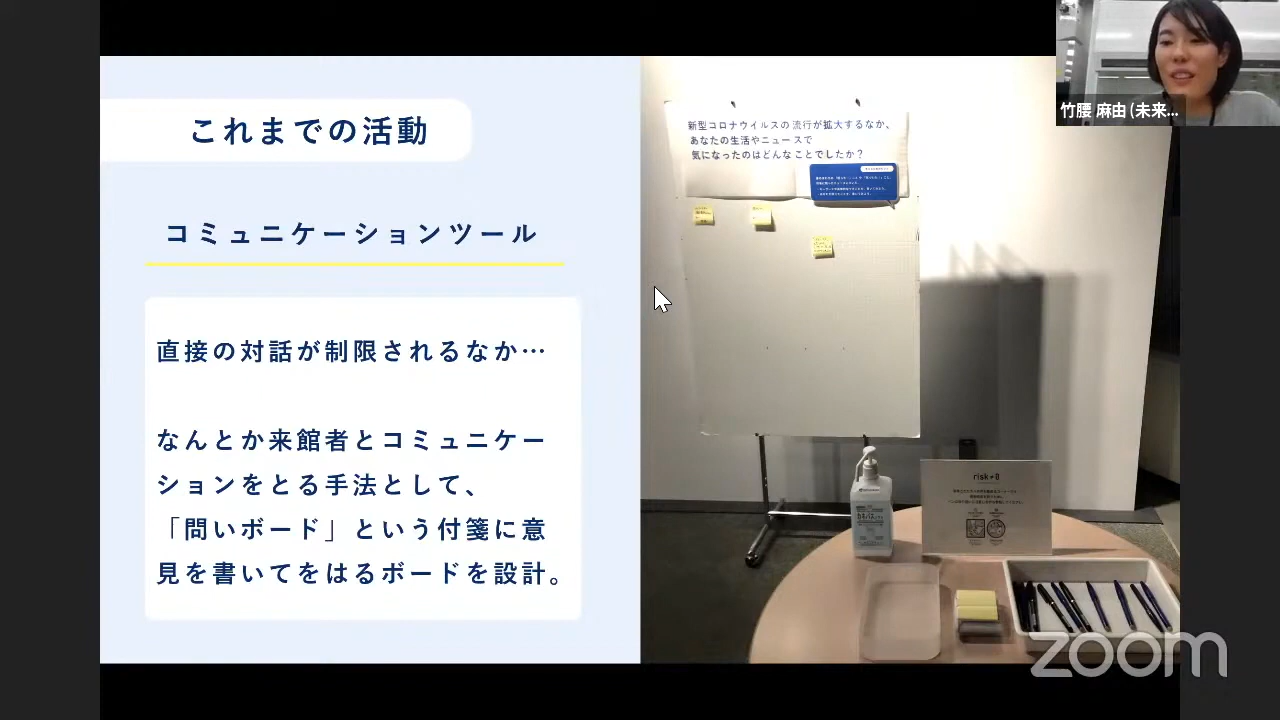 これまでの活動
コミュニケーションツール
直接の対話が制限されるなか…
なんとか来館者とコミュニケー
ションをとる手法として、
「問いボード」という付箋に意
見を書いてをはるボードを設計。
新型コロナウイルスの流行が拡大するなか、
あなたの生活やニュースで
気になったのはどんなことでしたか？
竹腰 麻由 (未来...
zoom